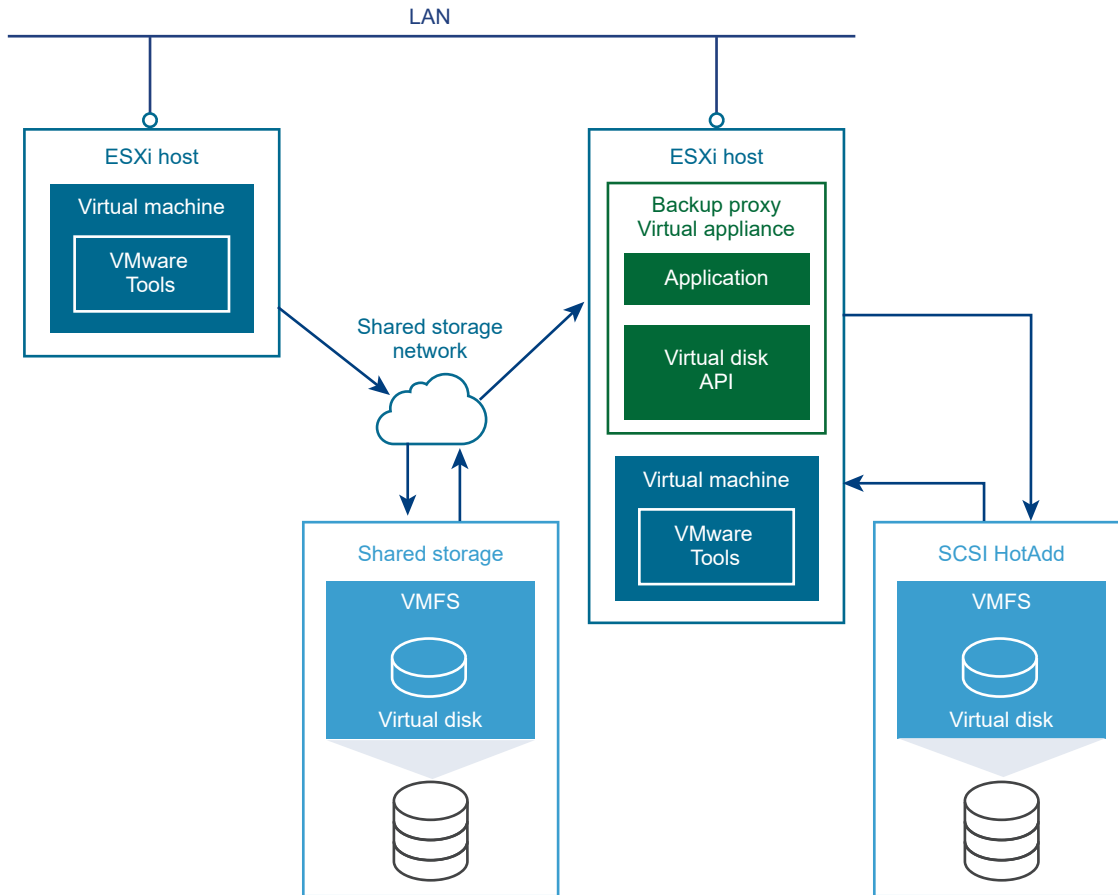 LAN
ESXi host
Virtual machine
VMware
Tools
Shared storage
network
ESXi host
Backup proxy
Virtual appliance
Application
Virtual disk
API
Virtual machine
VMware
Tools
Shared storage
VMFS
Virtual disk
SCSI HotAdd
VMFS
Virtual disk